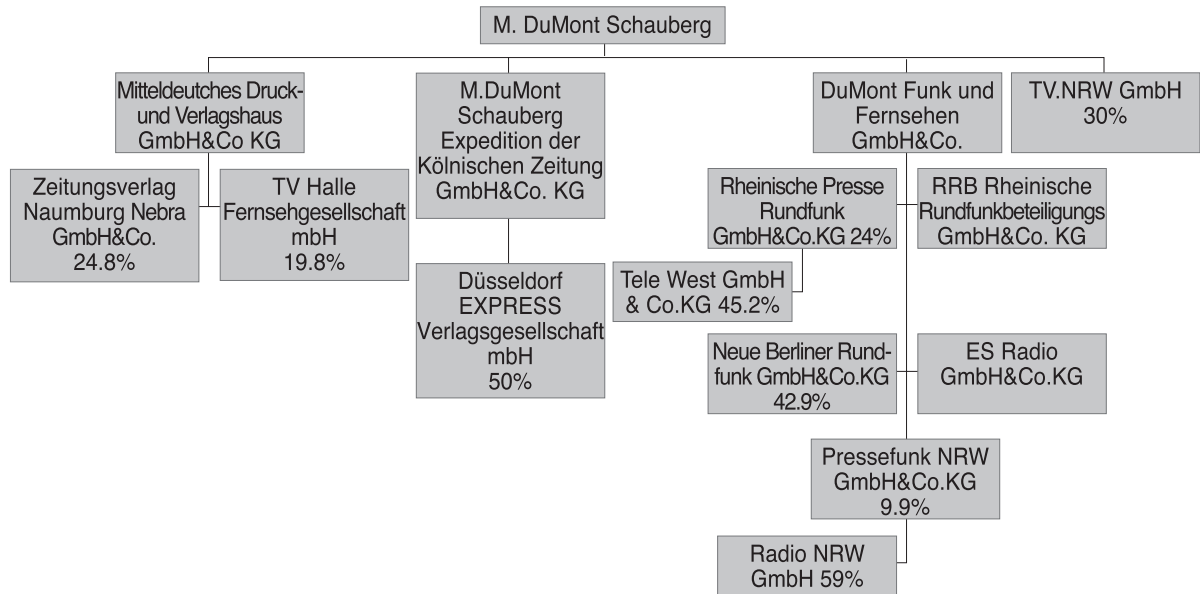 M. DuMont Schauberg
Mitteldeutches Druck-
und Verlagshaus
GmbH&Co KG
M.DuMont
Schauberg
Expedition der
Kölnischen Zeitung
GmbH&Co. KG
DuMont Funk und
Fernsehen
GmbH&Co.
TV.NRW GmbH
30%
Zeitungsverlag
Naumburg Nebra
GmbH&Co.
24.8%
TV Halle
Fernsehgesellschaft
mbH
19.8%
Düsseldorf
EXPRESS
Verlagsgesellschaft
mbH
50%
Rheinische Presse
Rundfunk
GmbH&Co.KG 24%
RRB Rheinische
Rundfunkbeteiligungs
GmbH&Co. KG
Tele West GmbH
& Co.KG 45.2%
Neue Berliner Rund-
funk GmbH&Co.KG
42.9%
ES Radio
GmbH&Co.KG
Pressefunk NRW
GmbH&Co.KG
9.9%
Radio NRW
GmbH 59%